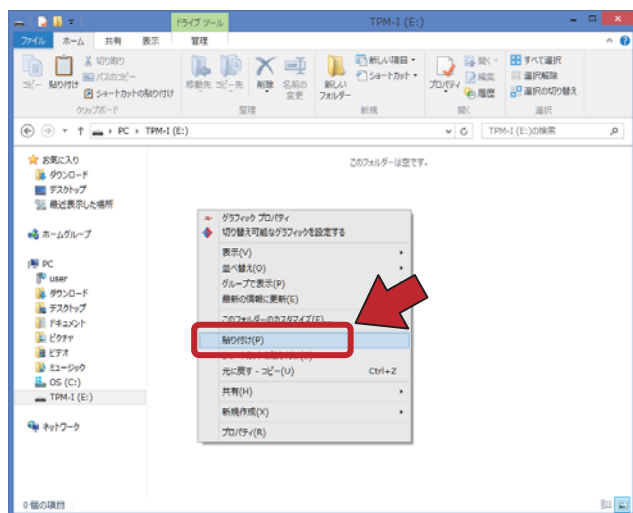 ドライブ ツール
TPM-I (E:)
ファイル
ホーム
共有
表示
管理
コピー
貼り付け
切り取り
パスのコピー
ショートカットの貼り付け
クリップボード
移動先
コピー先
削除
名前の
変更
整理
新しい
フォルダー
新しい項目
ショートカット
新規
プロパティ
開く
編集
履歴
開く
すべて選択
選択解除
選択の切り替え
選択
PC
TPM-I (E:)
TPM-I (E:)の検索
お気に入り
ダウンロード
デスクトップ
最近表示した場所
ホームグループ
PC
user
ダウンロード
デスクトップ
ドキュメント
ピクチャ
ビデオ
ミュージック
OS (C:)
TPM-I (E:)
ネットワーク
このフォルダーは空です。
グラフィック プロパティ
切り替え可能なグラフィックを設定する
表示(V)
並べ替え(O)
グループで表示(P)
最新の情報に更新(E)
このフォルダーのカスタマイズ(F)
貼り付け(P)
元に戻す - コピー(U) Ctrl+Z
共有(H)
新規作成(X)
プロパティ(R)
0 個の項目